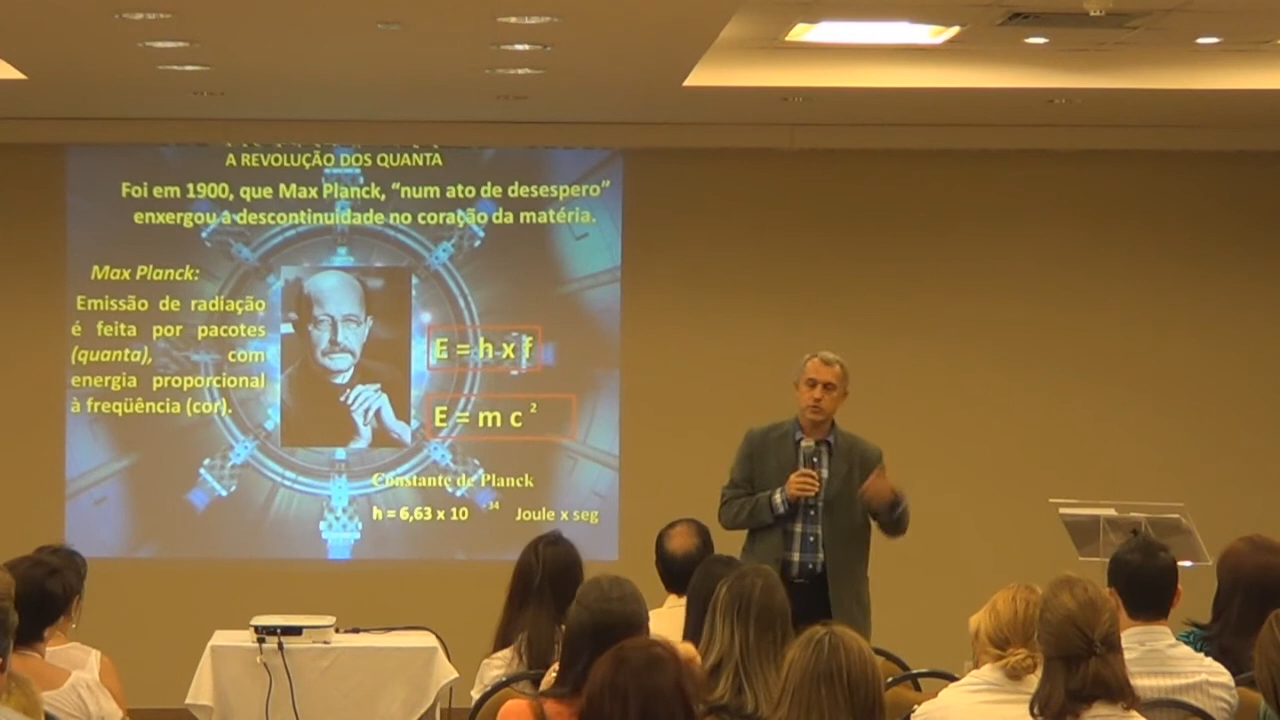 A REVOLUÇÃO DOS QUANTA
Foi em 1900, que Max Planck, “num ato de desespero”
enxergou a descontinuidade no coração da matéria.
Max Planck:
Emissão de radiação
é feita por pacotes
(quanta), com
energia proporcional
à freqüência (cor).
E = h x f
E = m c ²
Constante de Planck
h = 6,63 x 10 ⁻³⁴ Joule x seg